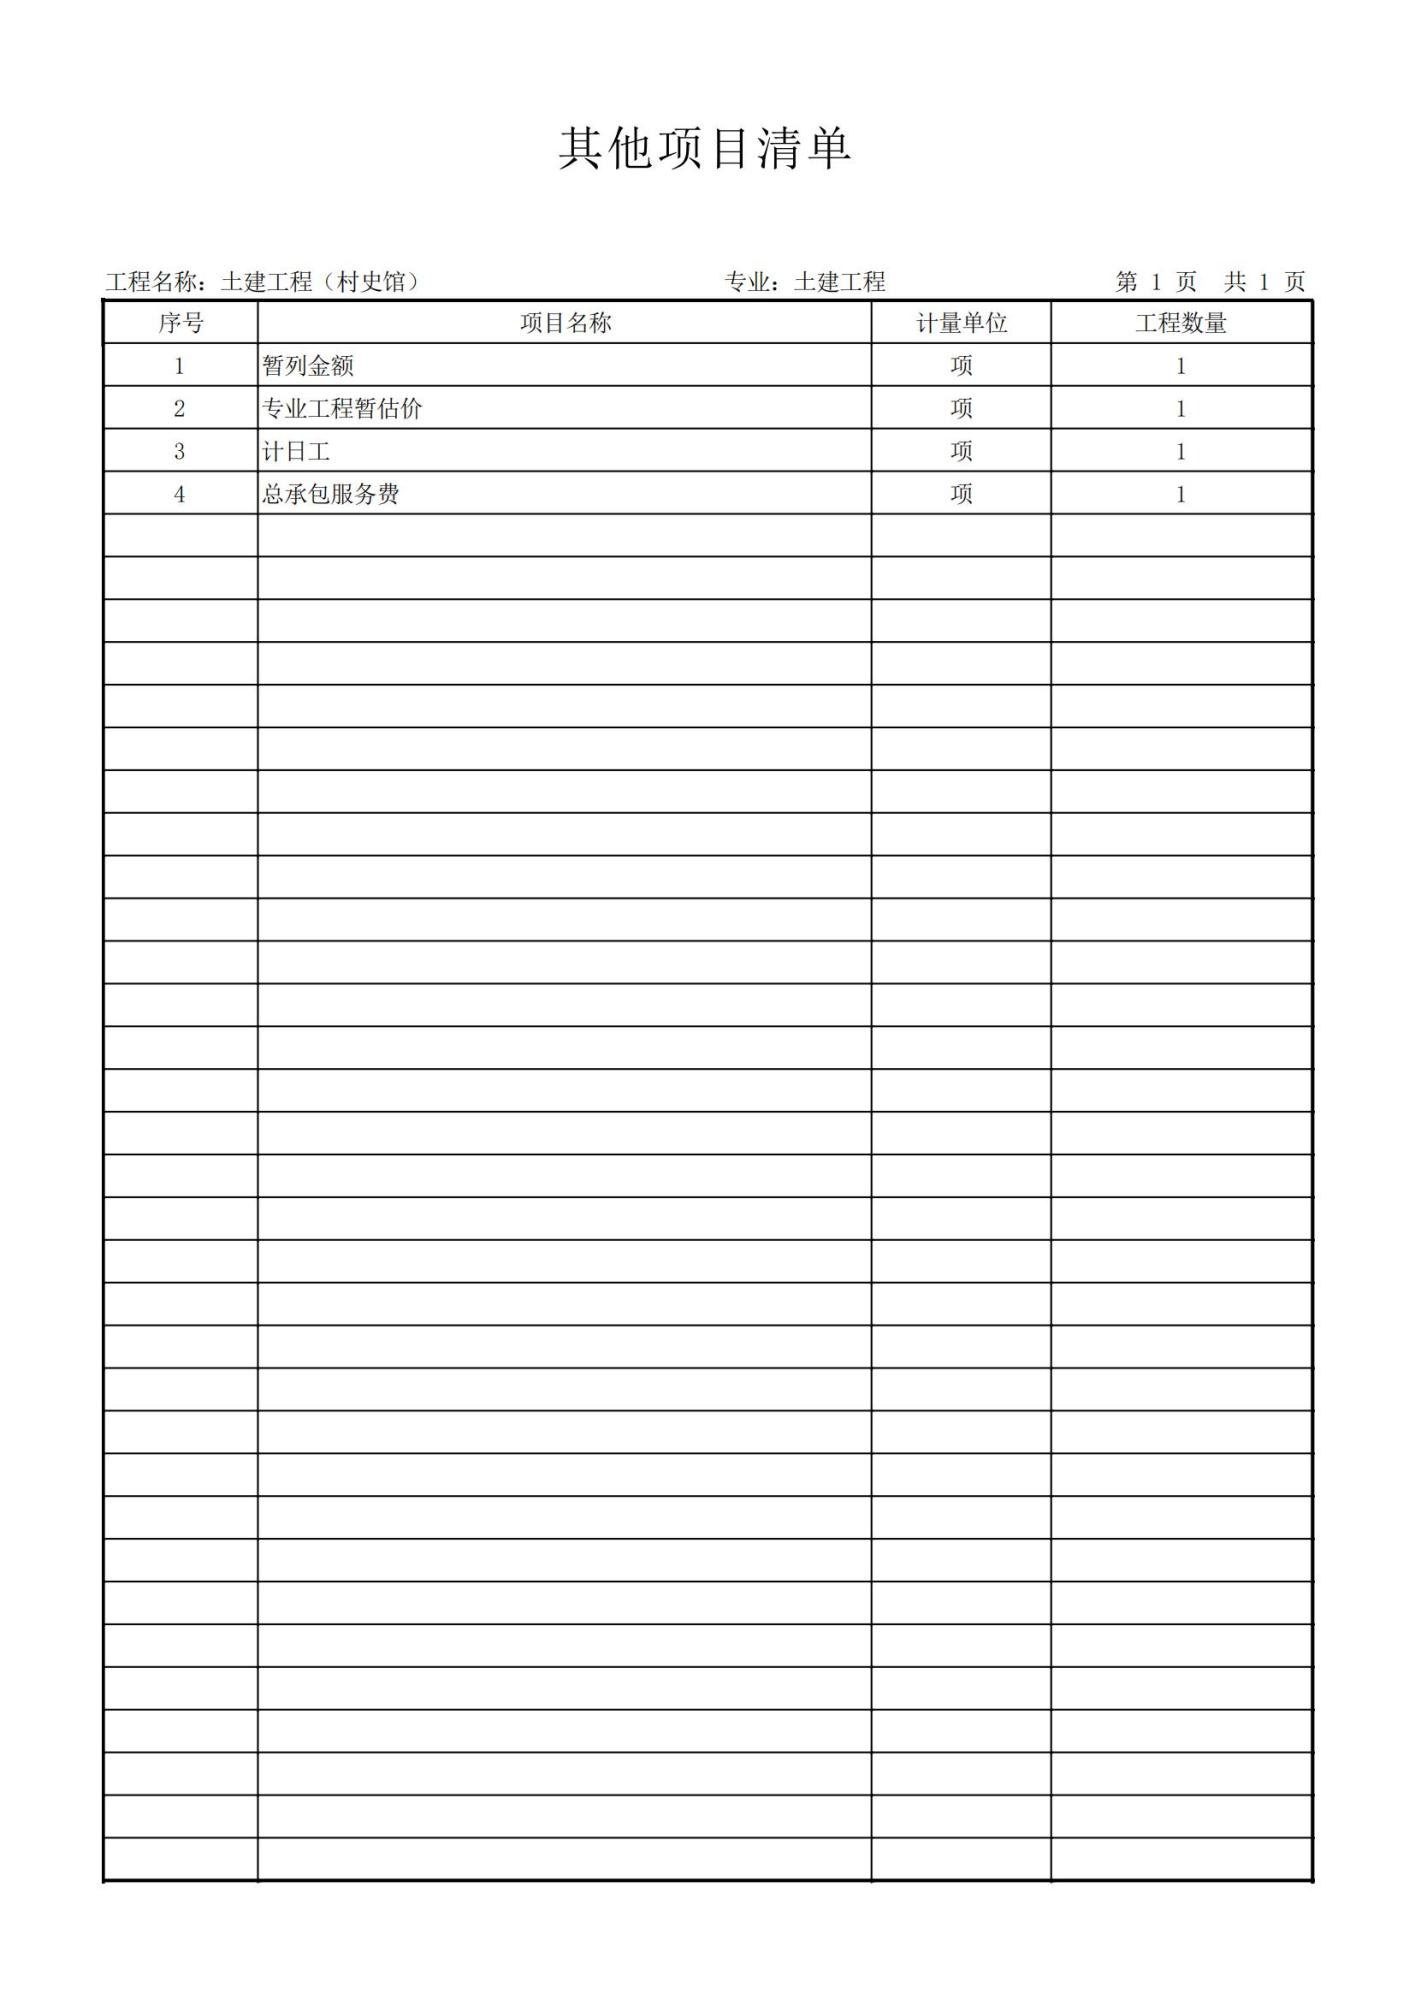 其他项目清单
工程名称：土建工程（村史馆） 专业：土建工程 第 1 页 共 1 页
序号 项目名称 计量单位 工程数量
1 暂列金额 项 1
2 专业工程暂估价 项 1
3 计日工 项 1
4 总承包服务费 项 1